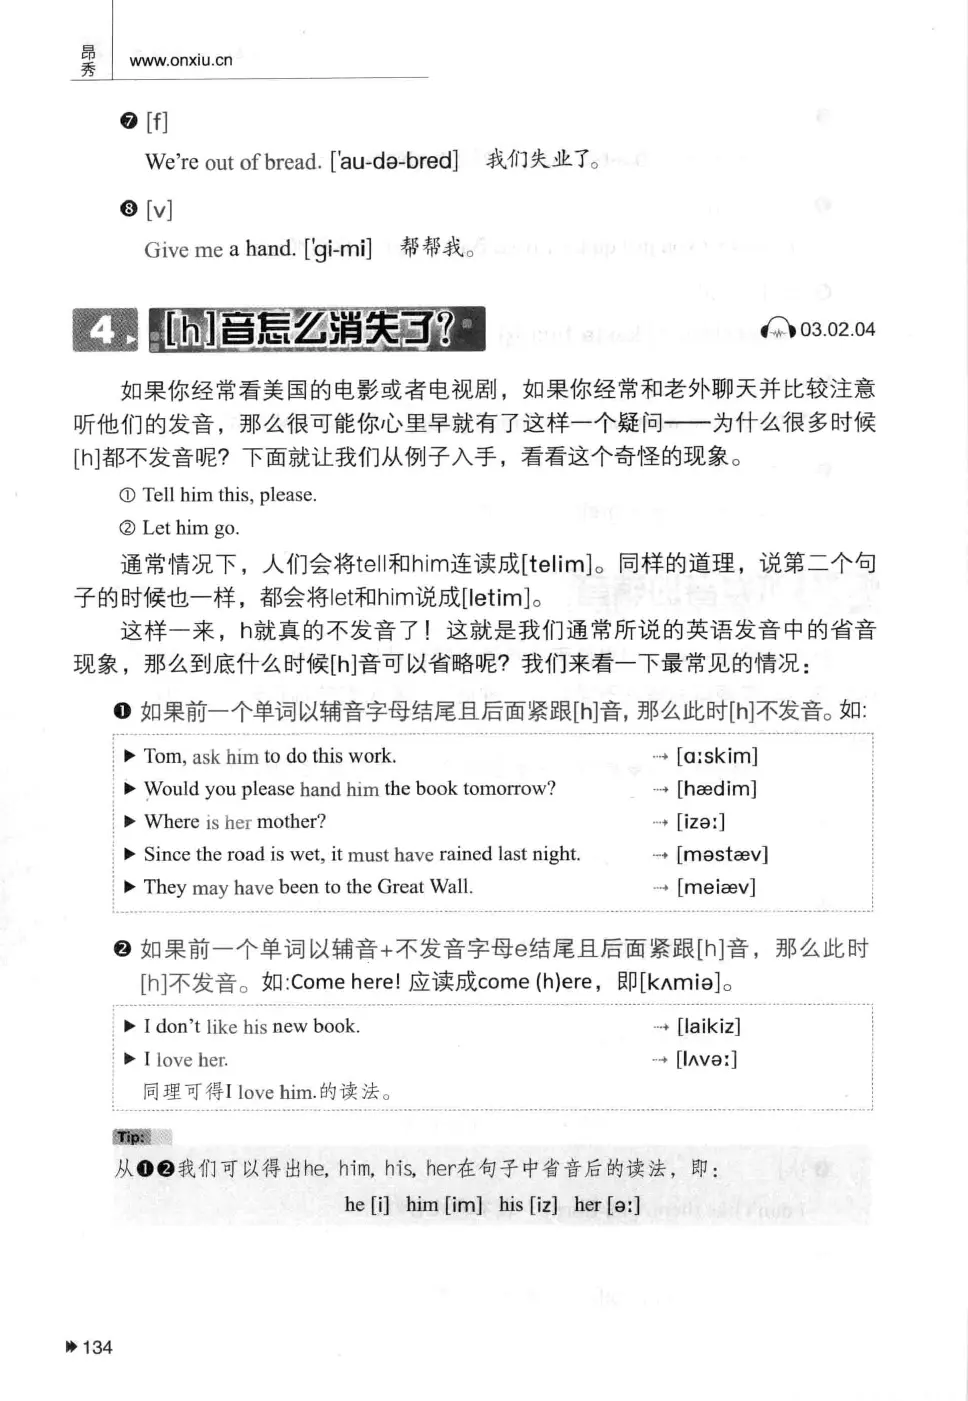 昂秀
www.onxiu.cn
❼ [f]
We're out of bread. ['au-də-bred] 我们失业了。
❽ [v]
Give me a hand. ['gi-mi] 帮帮我。
4 [h]音怎么消失了?
03.02.04
如果你经常看美国的电影或者电视剧，如果你经常和老外聊天并比较注意
听他们的发音，那么很可能你心里早就有了这样一个疑问——为什么很多时候
[h]都不发音呢？下面就让我们从例子入手，看看这个奇怪的现象。
① Tell him this, please.
② Let him go.
通常情况下，人们会将tell和him连读成[telim]。同样的道理，说第二个句
子的时候也一样，都会将let和him说成[letim]。
这样一来，h就真的不发音了！这就是我们通常所说的英语发音中的省音
现象，那么到底什么时候[h]音可以省略呢？我们来看一下最常见的情况：
❶ 如果前一个单词以辅音字母结尾且后面紧跟[h]音，那么此时[h]不发音。如:
▶ Tom, ask him to do this work. → [ɑːskim]
▶ Would you please hand him the book tomorrow? → [hædim]
▶ Where is her mother? → [izəː]
▶ Since the road is wet, it must have rained last night. → [məstæv]
▶ They may have been to the Great Wall. → [meiæv]
❷ 如果前一个单词以辅音+不发音字母e结尾且后面紧跟[h]音，那么此时
[h]不发音。如:Come here! 应读成come (h)ere，即[kʌmiə]。
▶ I don't like his new book. → [laikiz]
▶ I love her. → [lʌvəː]
同理可得I love him.的读法。
Tip:
从❶❷我们可以得出he, him, his, her在句子中省音后的读法，即：
he [i] him [im] his [iz] her [əː]
134